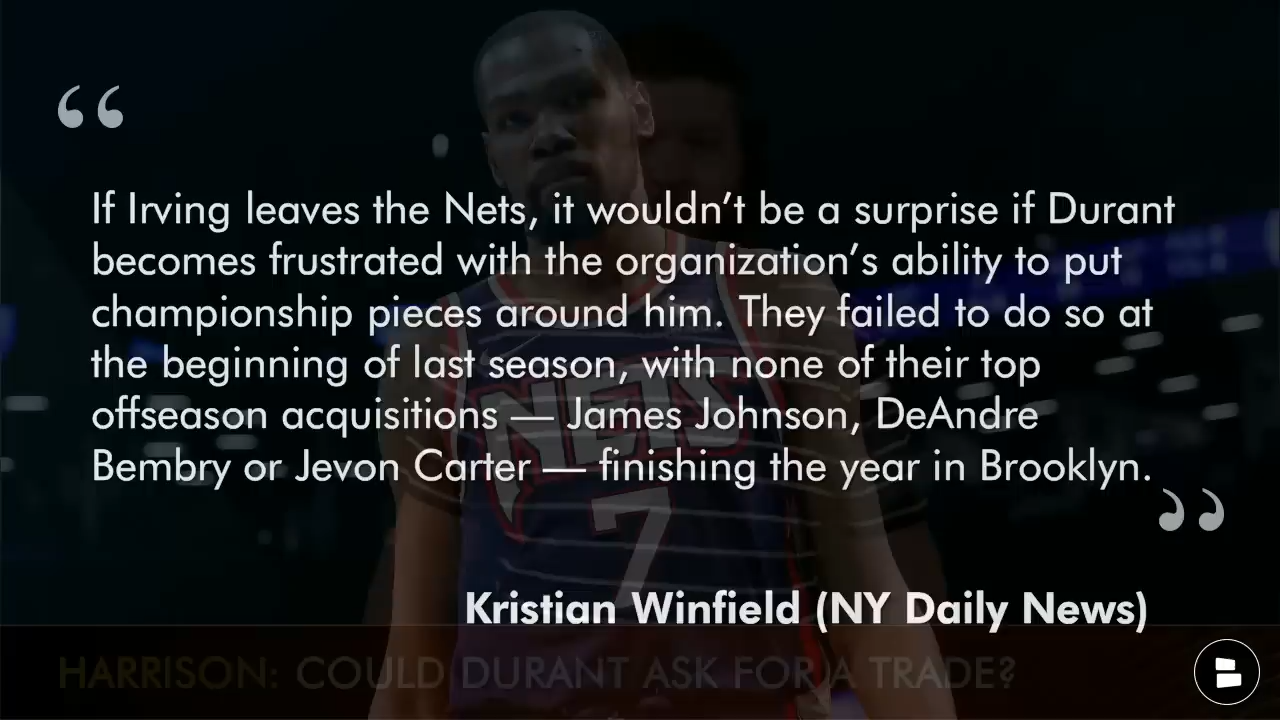 “
If Irving leaves the Nets, it wouldn’t be a surprise if Durant
becomes frustrated with the organization’s ability to put
championship pieces around him. They failed to do so at
the beginning of last season, with none of their top
offseason acquisitions — James Johnson, DeAndre
Bembry or Jevon Carter — finishing the year in Brooklyn.
”
NETS
7
Kristian Winfield (NY Daily News)
HARRISON: COULD DURANT ASK FOR A TRADE?